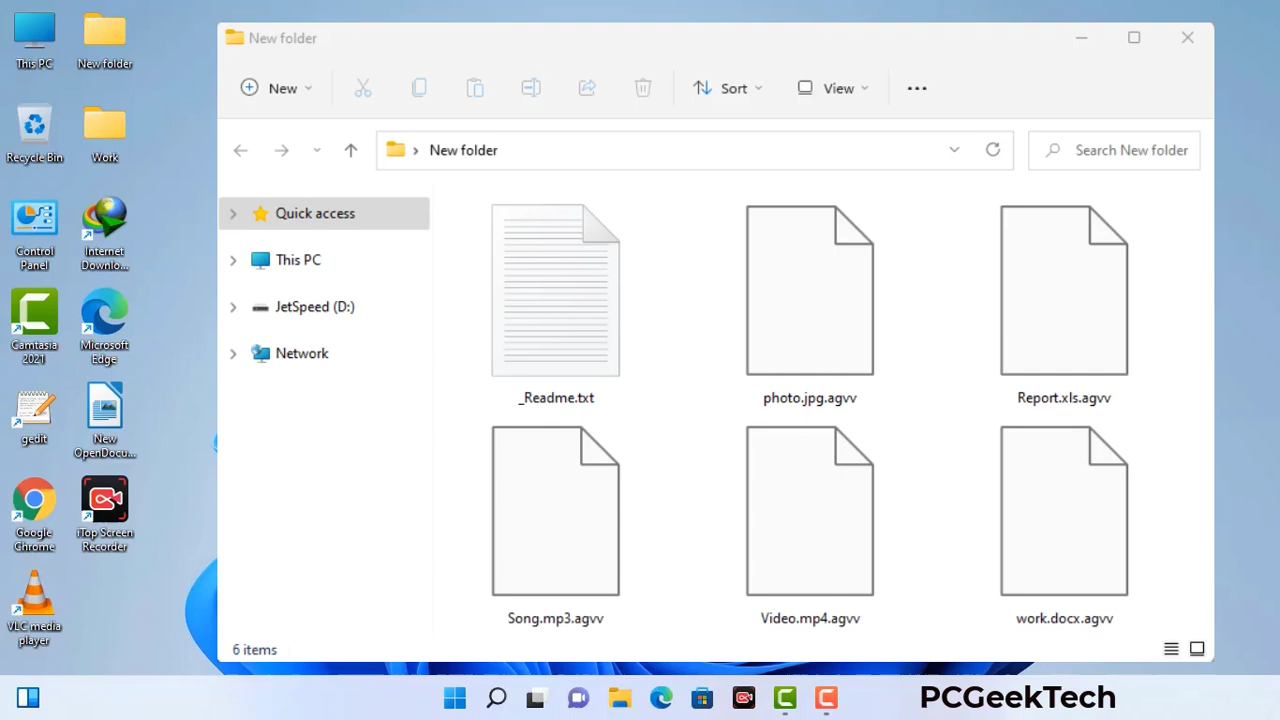 This PC
New folder
Recycle Bin
Work
Control
Panel
Internet
Downlo...
Camtasia
2021
Microsoft
Edge
gedit
New
OpenDocu...
Google
Chrome
iTop Screen
Recorder
VLC media
player
New folder
New
Sort
View
New folder
Search New folder
Quick access
This PC
JetSpeed (D:)
Network
_Readme.txt
photo.jpg.agvv
Report.xls.agvv
Song.mp3.agvv
Video.mp4.agvv
work.docx.agvv
6 items
PCGeekTech